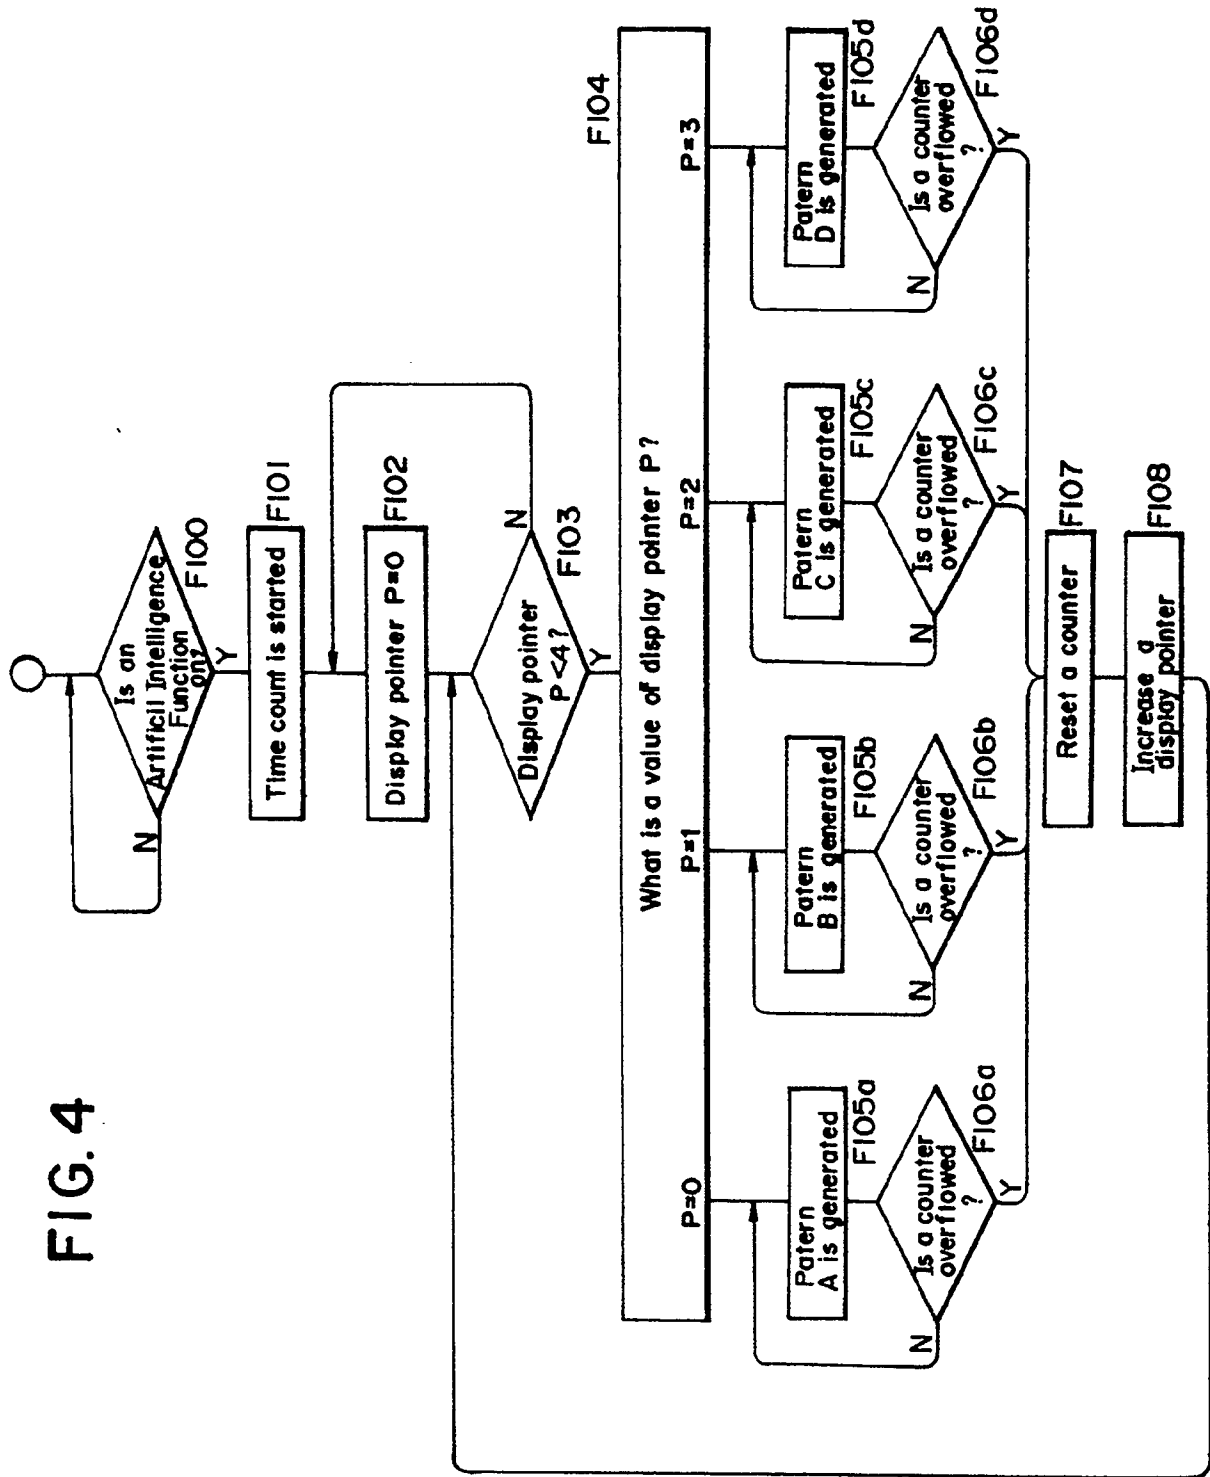 FIG. 4
Is an
Artificil Intelligence
Function
on?
F100
N
Y
Time count is started
F101
Display pointer P=0
F102
Display pointer
P<4?
F103
N
Y
F104
What is a value of display pointer P?
P=0
P=1
P=2
P=3
Patern
A is generated
F105a
Is a counter
overflowed
?
F106a
N
Y
Patern
B is generated
F105b
Is a counter
overflowed
?
F106b
N
Y
Patern
C is generated
F105c
Is a counter
overflowed
?
F106c
N
Y
Patern
D is generated
F105d
Is a counter
overflowed
?
F106d
N
Y
Reset a counter
F107
Increase a
display pointer
F108